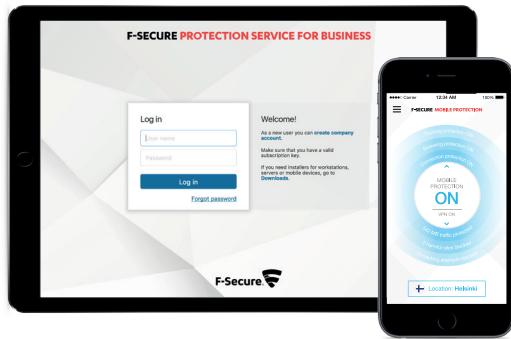 F-SECURE PROTECTION SERVICE FOR BUSINESS
Log in
User name
Password
Log in
Forgot password
Welcome!
As a new user you can create company
account.
Make sure that you have a valid
subscription key.
If you need installers for workstations,
servers or mobile devices, go to
Downloads.
F-Secure.
Carrier 12:34 AM 100%
F-SECURE MOBILE PROTECTION
Browsing protection ON
MOBILE
PROTECTION
ON
VPN ON
Location: Helsinki